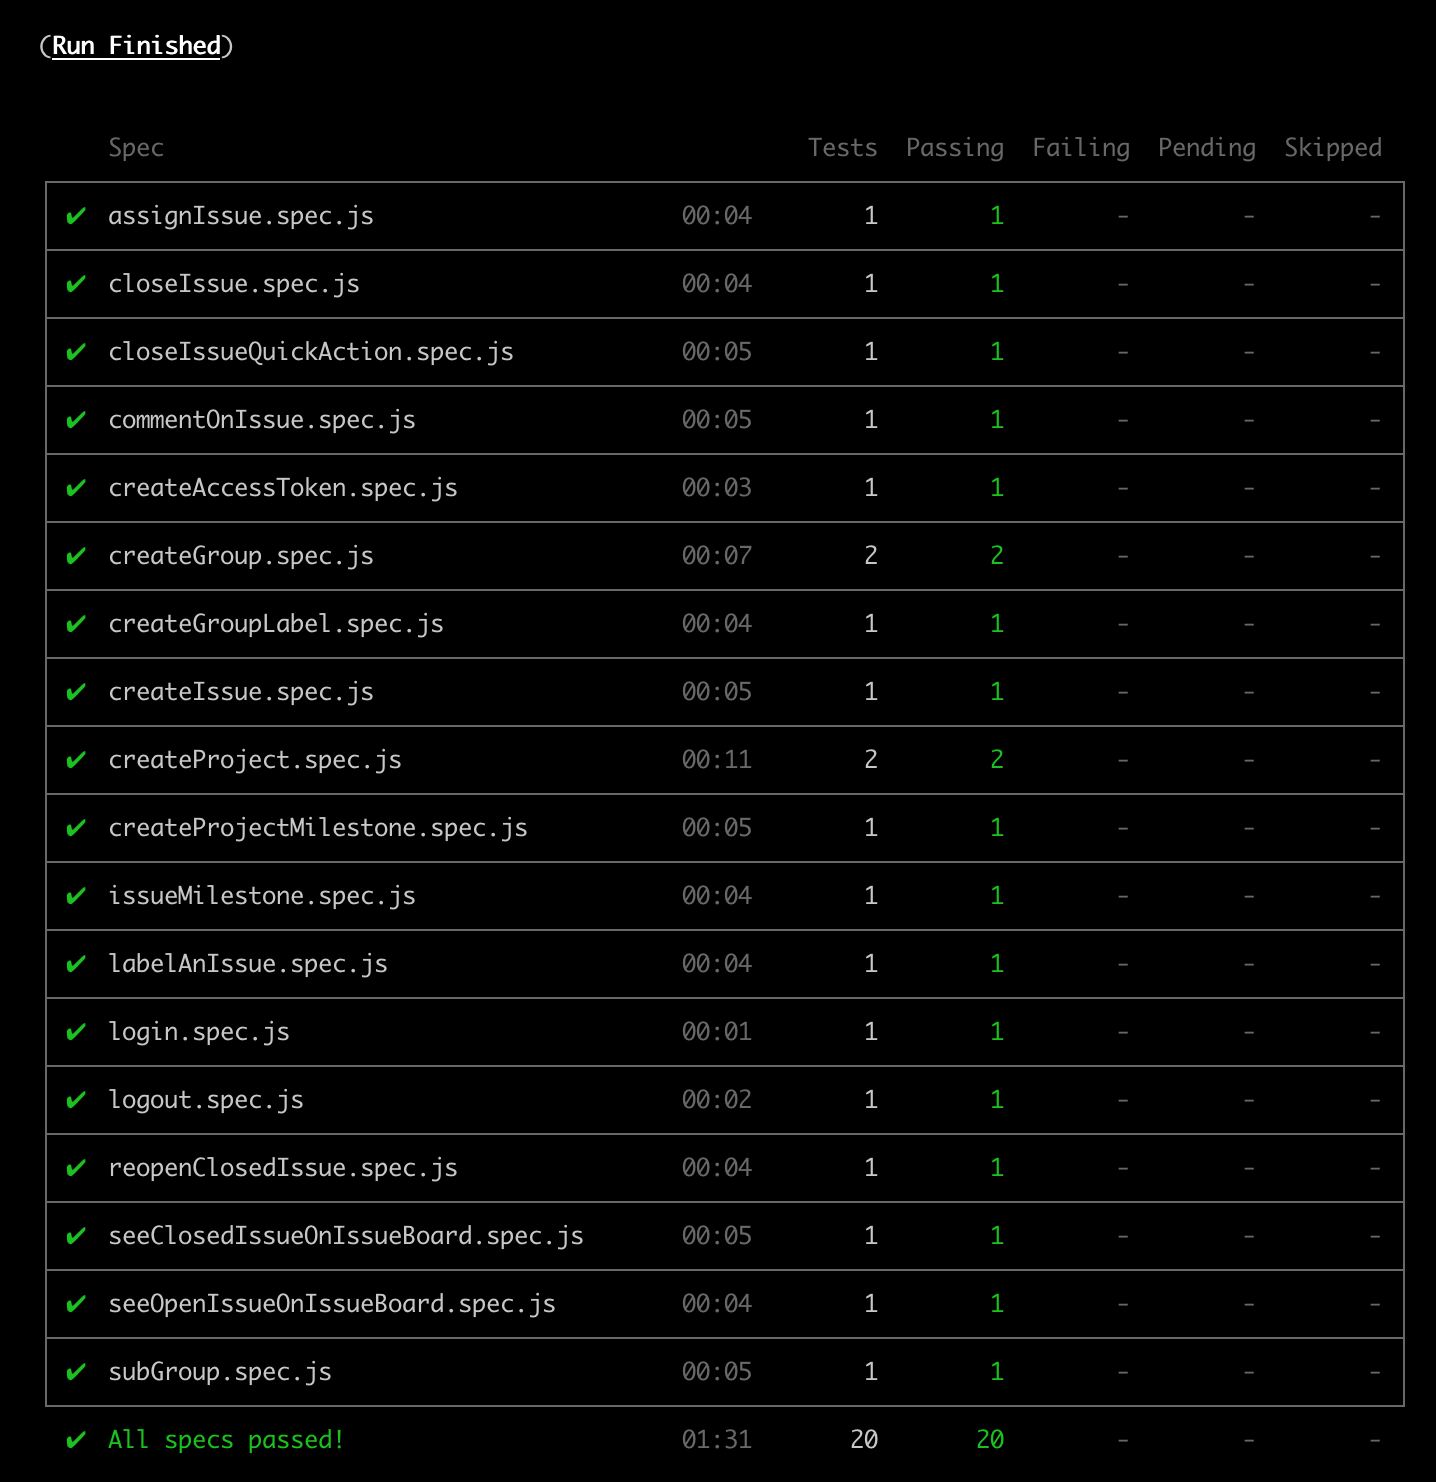 (Run Finished)
Spec Tests Passing Failing Pending Skipped
✔ assignIssue.spec.js 00:04 1 1 - - -
✔ closeIssue.spec.js 00:04 1 1 - - -
✔ closeIssueQuickAction.spec.js 00:05 1 1 - - -
✔ commentOnIssue.spec.js 00:05 1 1 - - -
✔ createAccessToken.spec.js 00:03 1 1 - - -
✔ createGroup.spec.js 00:07 2 2 - - -
✔ createGroupLabel.spec.js 00:04 1 1 - - -
✔ createIssue.spec.js 00:05 1 1 - - -
✔ createProject.spec.js 00:11 2 2 - - -
✔ createProjectMilestone.spec.js 00:05 1 1 - - -
✔ issueMilestone.spec.js 00:04 1 1 - - -
✔ labelAnIssue.spec.js 00:04 1 1 - - -
✔ login.spec.js 00:01 1 1 - - -
✔ logout.spec.js 00:02 1 1 - - -
✔ reopenClosedIssue.spec.js 00:04 1 1 - - -
✔ seeClosedIssueOnIssueBoard.spec.js 00:05 1 1 - - -
✔ seeOpenIssueOnIssueBoard.spec.js 00:04 1 1 - - -
✔ subGroup.spec.js 00:05 1 1 - - -
✔ All specs passed! 01:31 20 20 - - -